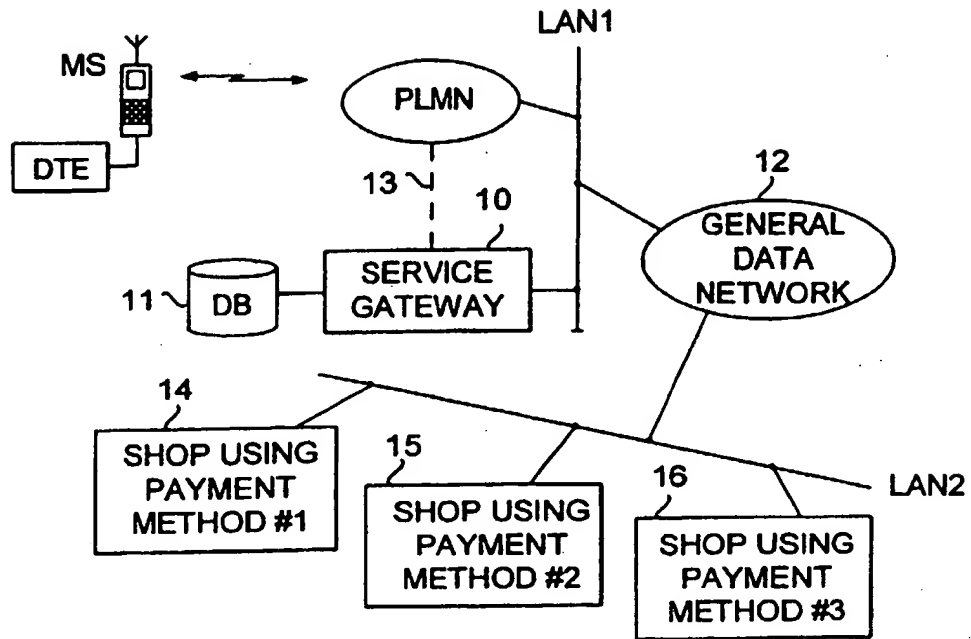 LAN1
MS
PLMN
DTE
13
10
12
GENERAL
DATA
NETWORK
SERVICE
GATEWAY
11
DB
14
SHOP USING
PAYMENT
METHOD #1
15
SHOP USING
PAYMENT
METHOD #2
16
SHOP USING
PAYMENT
METHOD #3
LAN2